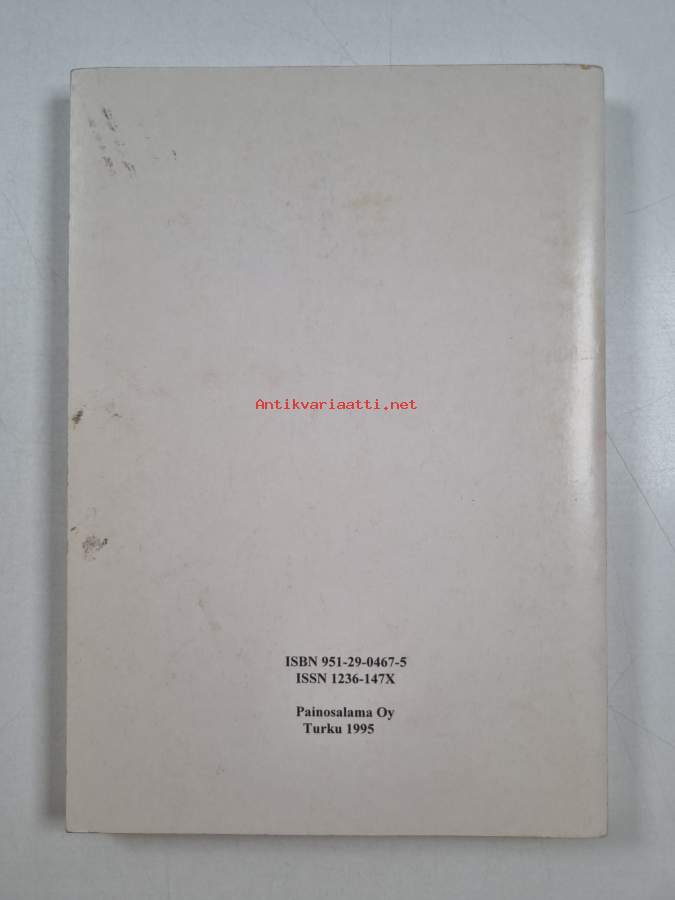 Antikvariaatti.net
ISBN 951-29-0467-5
ISSN 1236-147X
Painosalama Oy
Turku 1995